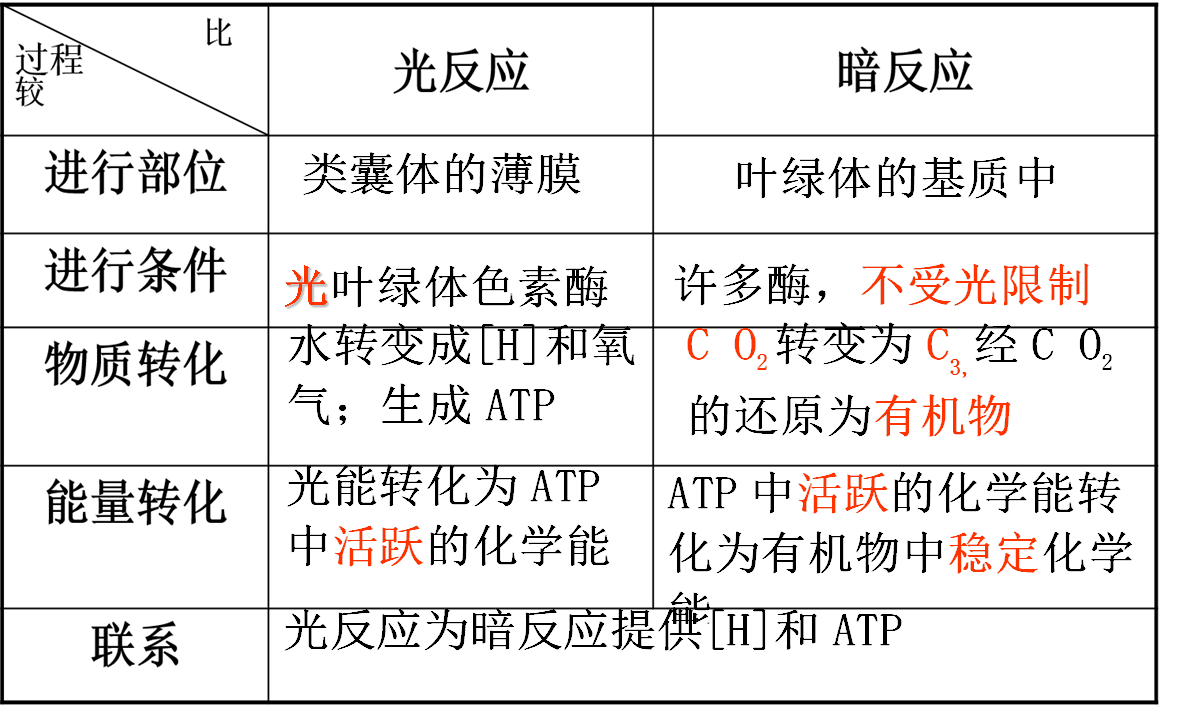 比
过程
较
光反应
暗反应
进行部位
类囊体的薄膜
叶绿体的基质中
进行条件
光叶绿体色素酶
许多酶，不受光限制
物质转化
水转变成[H]和氧
气；生成 ATP
C O2 转变为 C3,经 C O2
的还原为有机物
能量转化
光能转化为 ATP
中活跃的化学能
ATP 中活跃的化学能转
化为有机物中稳定化学
能
联系
光反应为暗反应提供[H]和 ATP